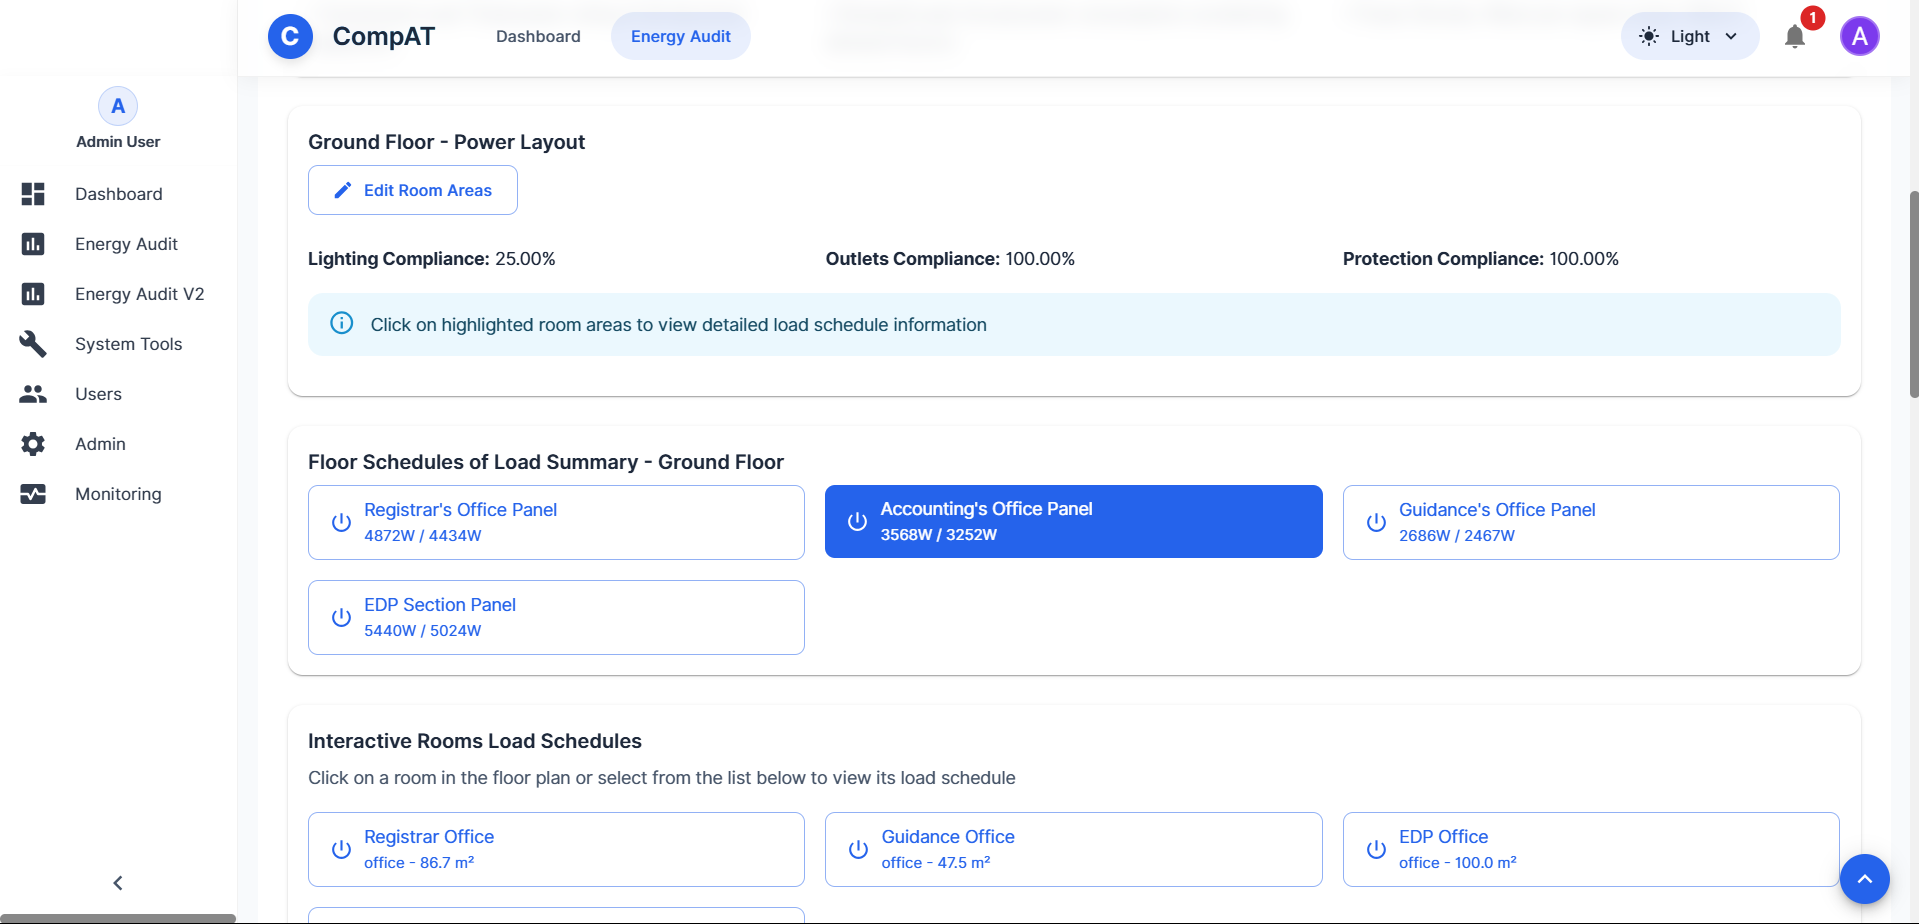 C CompAT Dashboard Energy Audit Light 1 A
A
Admin User
Dashboard
Energy Audit
Energy Audit V2
System Tools
Users
Admin
Monitoring
Ground Floor - Power Layout
Edit Room Areas
Lighting Compliance: 25.00% Outlets Compliance: 100.00% Protection Compliance: 100.00%
Click on highlighted room areas to view detailed load schedule information
Floor Schedules of Load Summary - Ground Floor
Registrar's Office Panel
4872W / 4434W
Accounting's Office Panel
3568W / 3252W
Guidance's Office Panel
2686W / 2467W
EDP Section Panel
5440W / 5024W
Interactive Rooms Load Schedules
Click on a room in the floor plan or select from the list below to view its load schedule
Registrar Office
office - 86.7 m²
Guidance Office
office - 47.5 m²
EDP Office
office - 100.0 m²